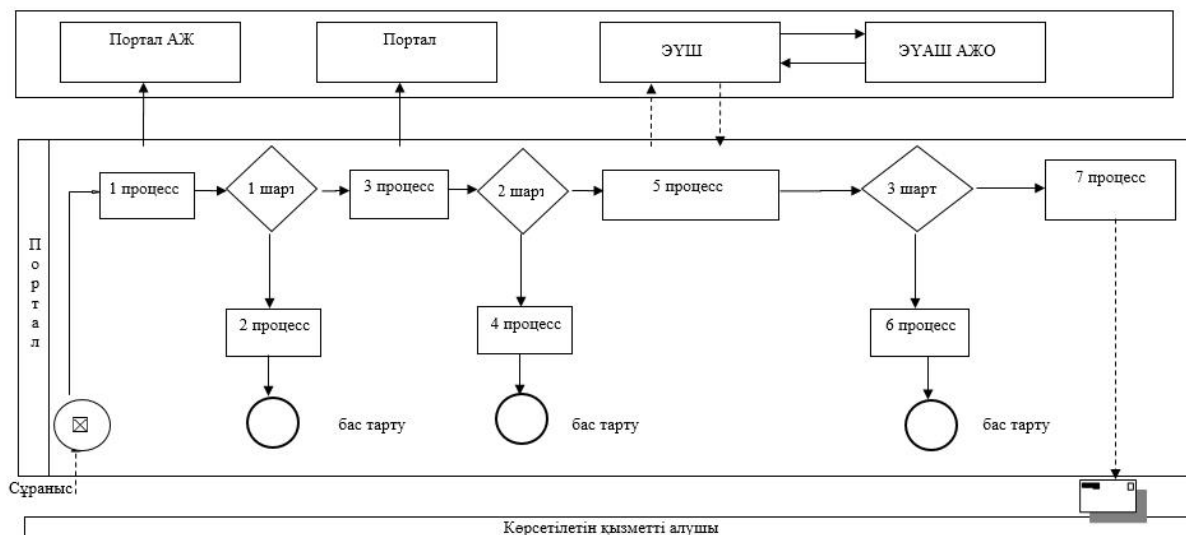 Портал АЖ
Портал
ЭҮШ
ЭҮАШ АЖО
Портал
1 процесс
1 шарт
3 процесс
2 шарт
5 процесс
3 шарт
7 процесс
2 процесс
4 процесс
6 процесс
бас тарту
бас тарту
бас тарту
Сұраныс
Көрсетілетін қызметті алушы